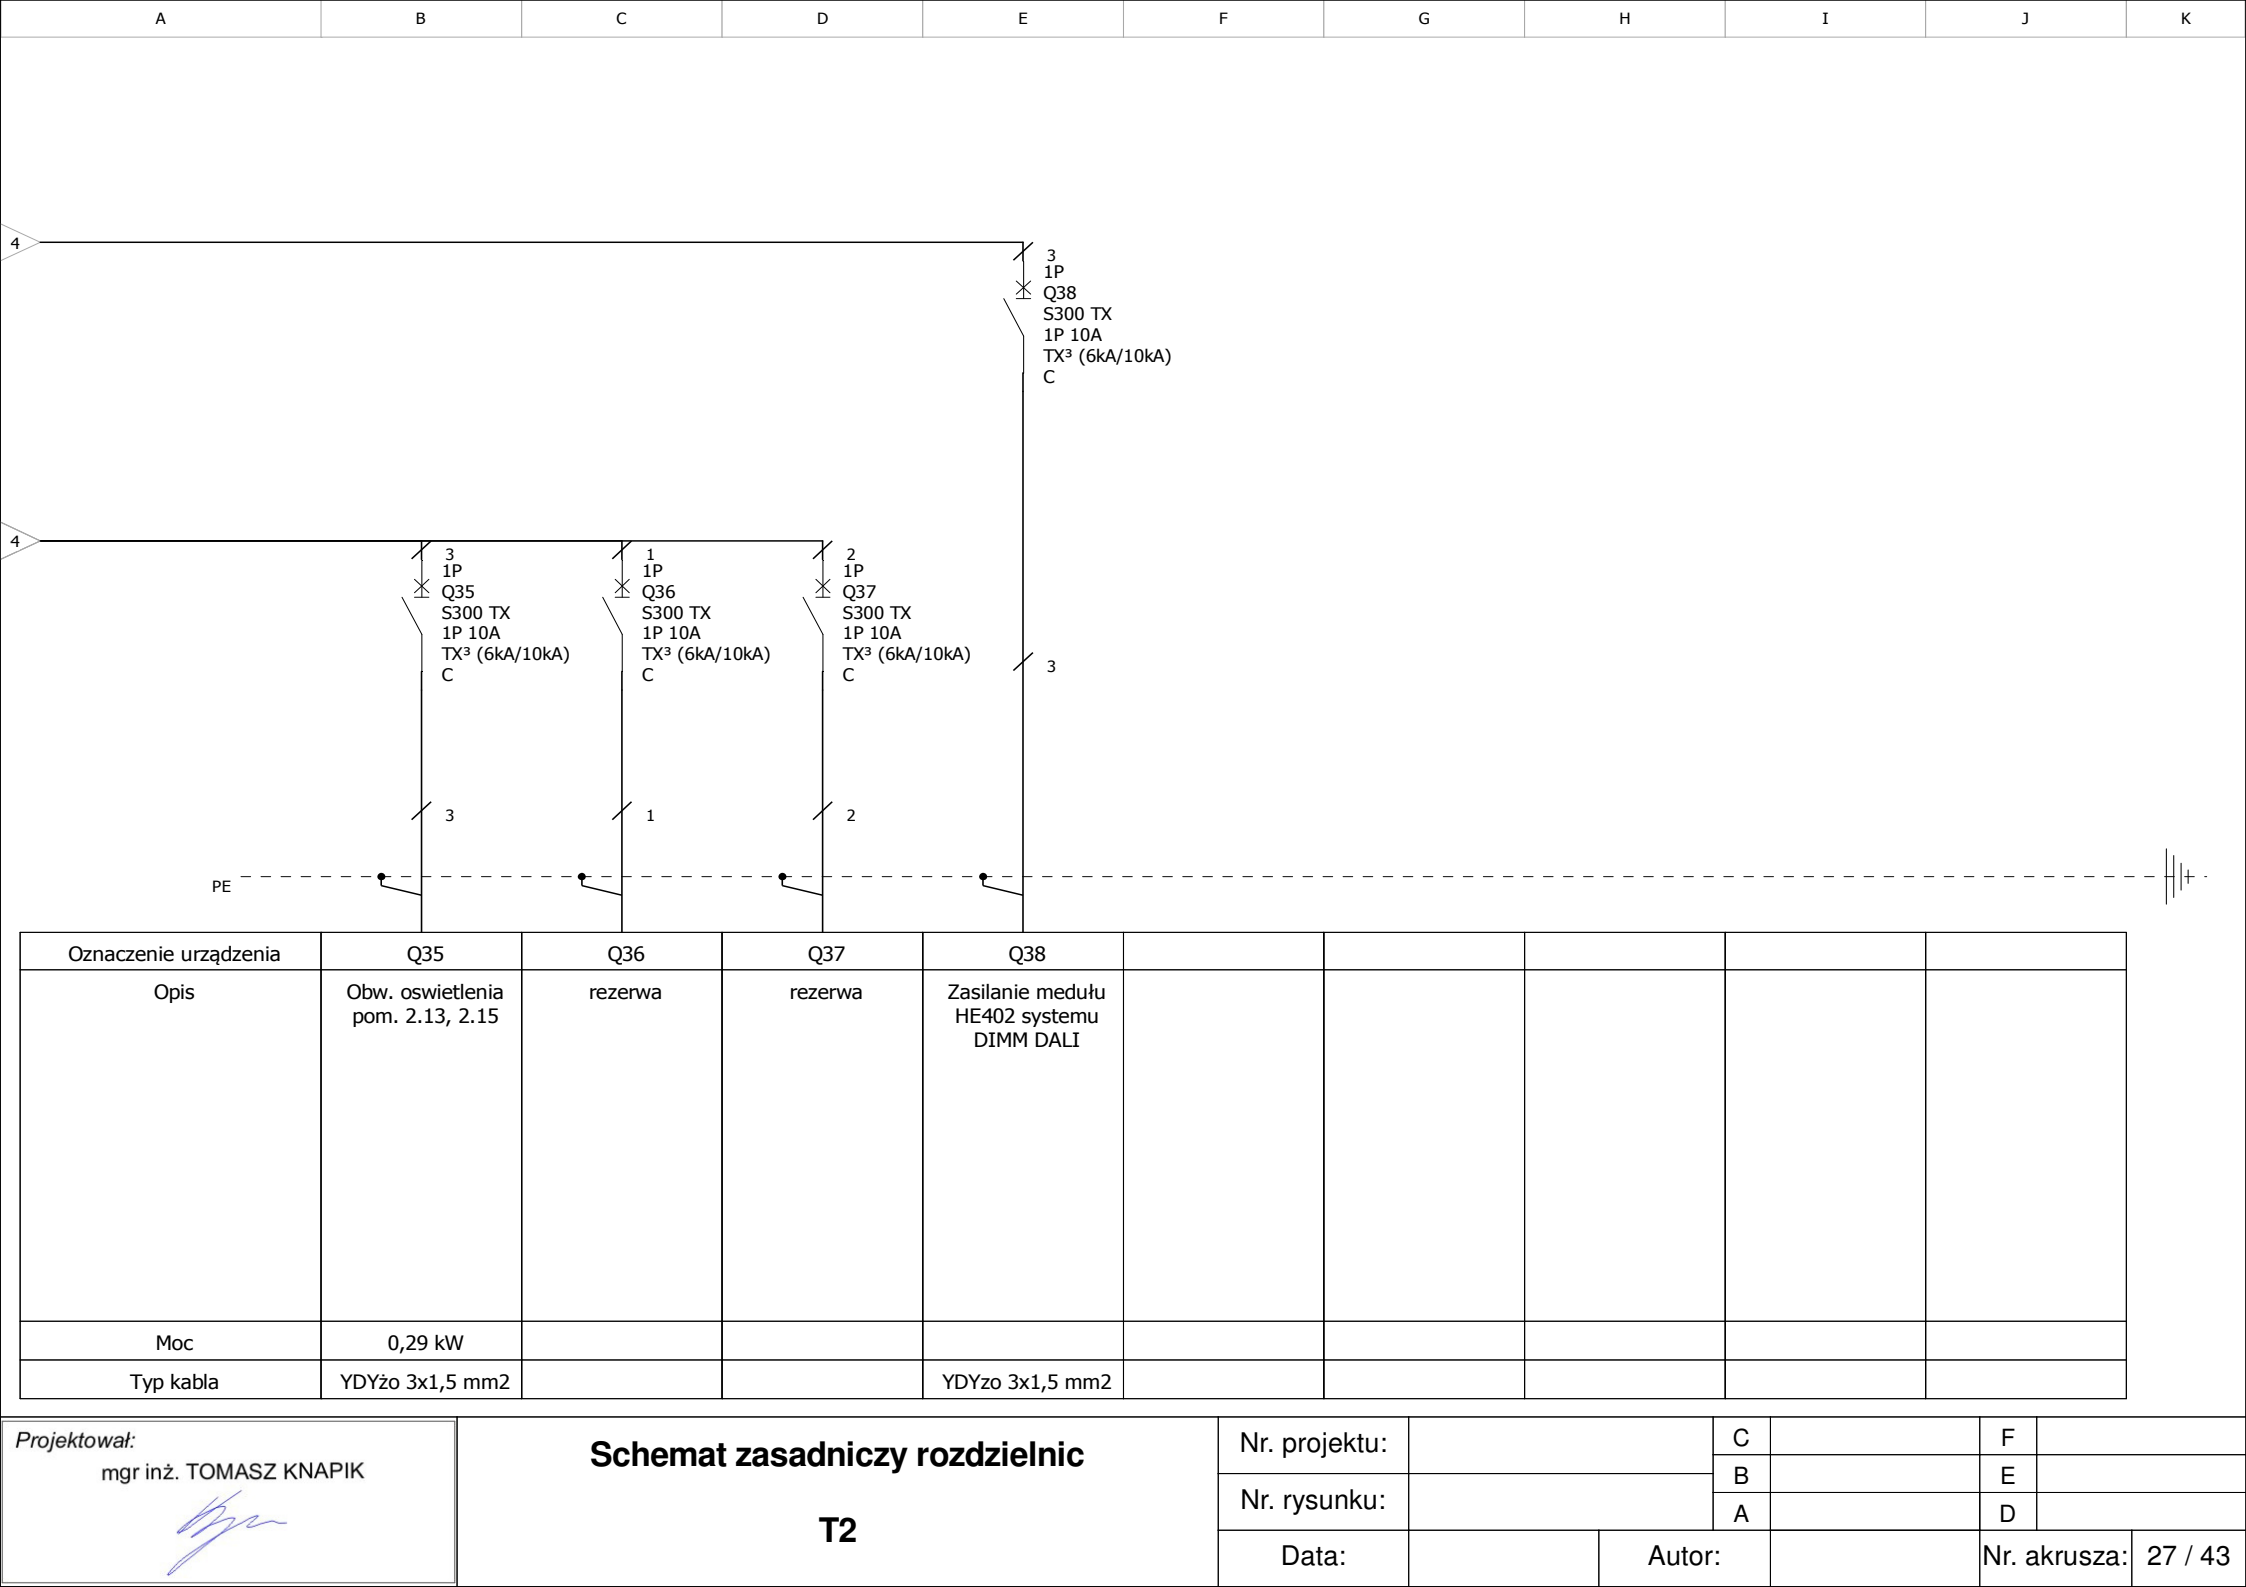 A B C D E F G H I J K
4
3
1P
Q38
S300 TX
1P 10A
TX³ (6kA/10kA)
C
4
3
1P
Q35
S300 TX
1P 10A
TX³ (6kA/10kA)
C
1
1P
Q36
S300 TX
1P 10A
TX³ (6kA/10kA)
C
2
1P
Q37
S300 TX
1P 10A
TX³ (6kA/10kA)
C
3
3
1
2
PE
Oznaczenie urządzenia Q35 Q36 Q37 Q38
Opis
Obw. oswietlenia
pom. 2.13, 2.15
rezerwa
rezerwa
Zasilanie medułu
HE402 systemu
DIMM DALI
Moc 0,29 kW
Typ kabla YDYżo 3x1,5 mm2 YDYzo 3x1,5 mm2
Projektował:
mgr inż. TOMASZ KNAPIK
Schemat zasadniczy rozdzielnic
T2
Nr. projektu:
Nr. rysunku:
Data:
Autor:
C
B
A
F
E
D
Nr. akrusza: 27 / 43